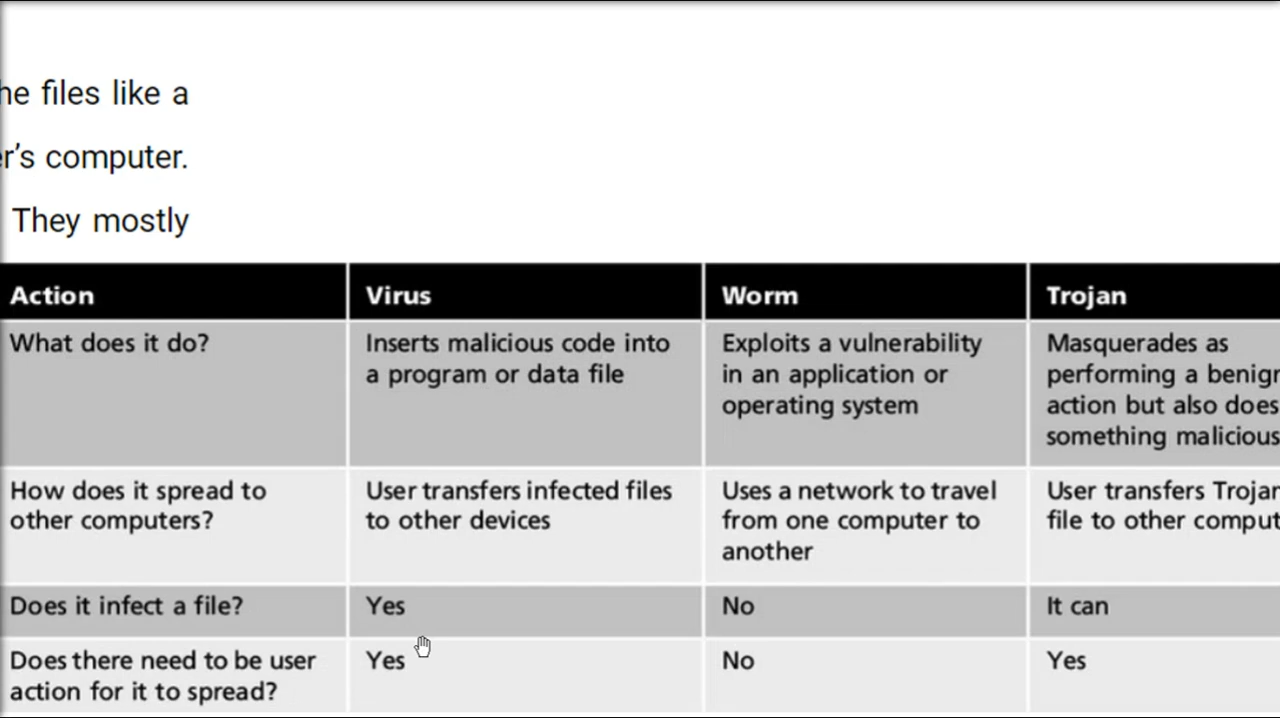 he files like a
er's computer.
They mostly
Action Virus Worm Trojan
What does it do? Inserts malicious code into Exploits a vulnerability Masquerades as
a program or data file in an application or performing a benign
operating system action but also does
something malicious
How does it spread to User transfers infected files Uses a network to travel User transfers Trojan
other computers? to other devices from one computer to file to other comput
another
Does it infect a file? Yes No It can
Does there need to be user Yes No Yes
action for it to spread?